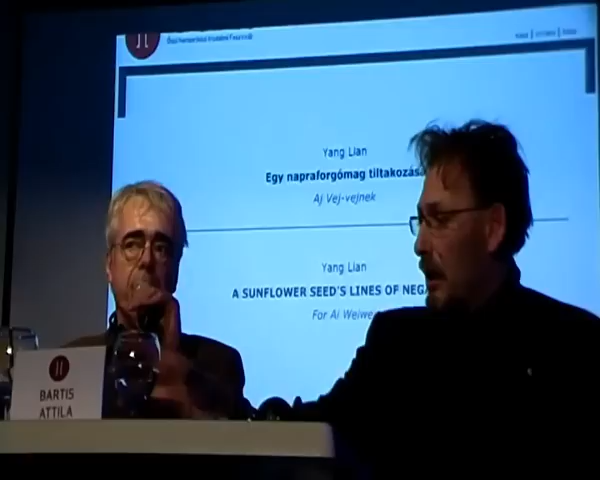 Yang Lian
Egy napraforgómag tiltakozása
Aj Vej-vejnek
Yang Lian
A SUNFLOWER SEED'S LINES OF NEGA
For Ai Weiwe
BARTIS
ATTILA